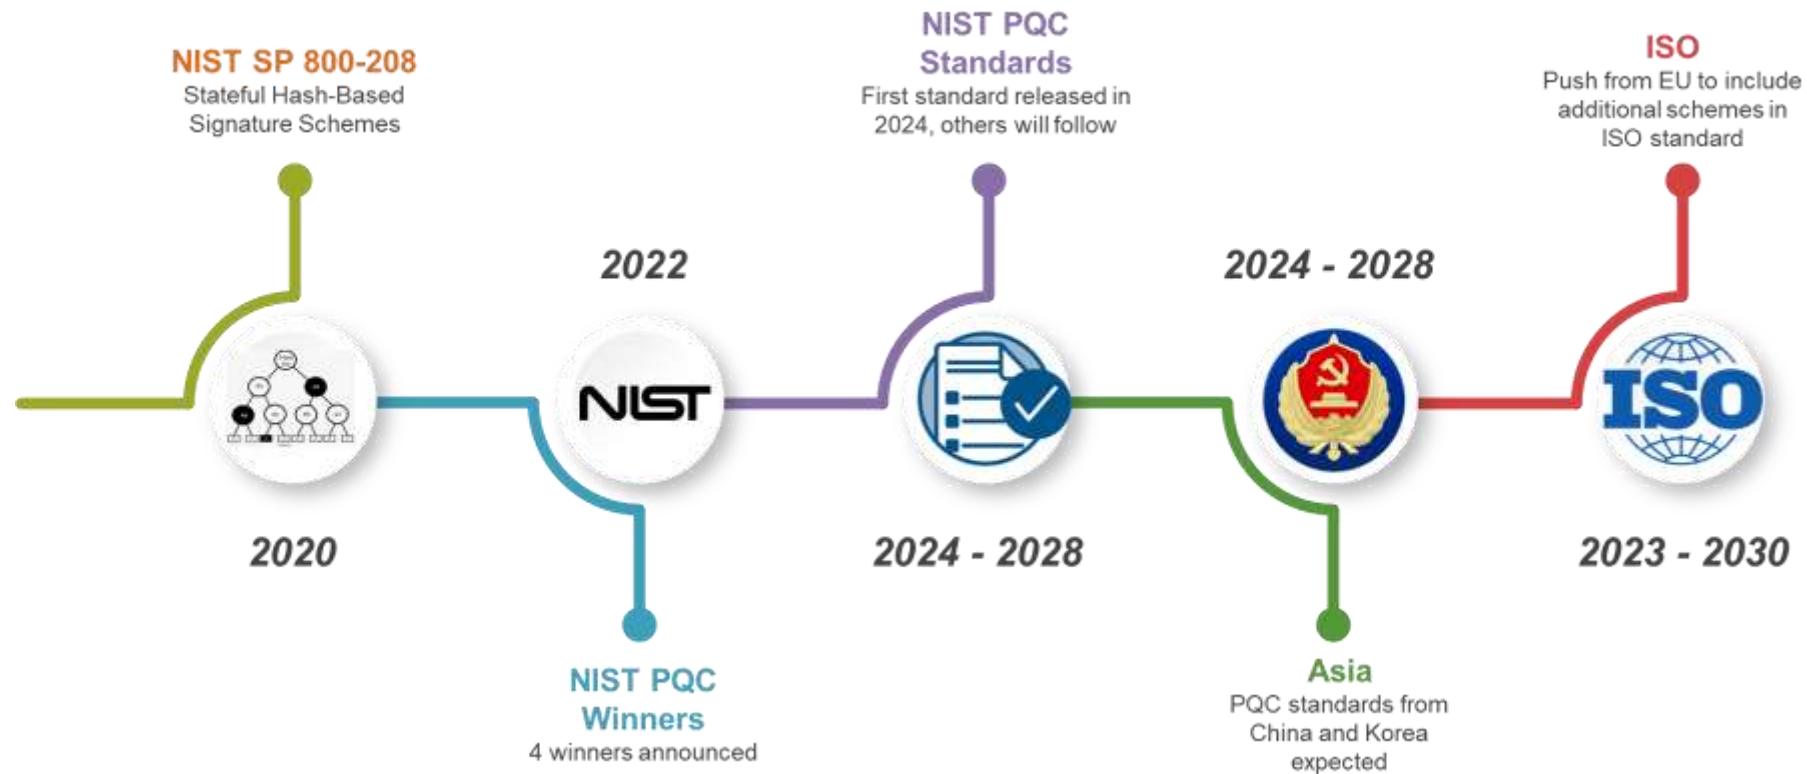 NIST SP 800-208
Stateful Hash-Based
Signature Schemes
2020
2022
NIST
NIST PQC
Winners
4 winners announced
NIST PQC
Standards
First standard released in
2024, others will follow
2024 - 2028
2024 - 2028
Asia
PQC standards from
China and Korea
expected
ISO
Push from EU to include
additional schemes in
ISO standard
ISO
2023 - 2030